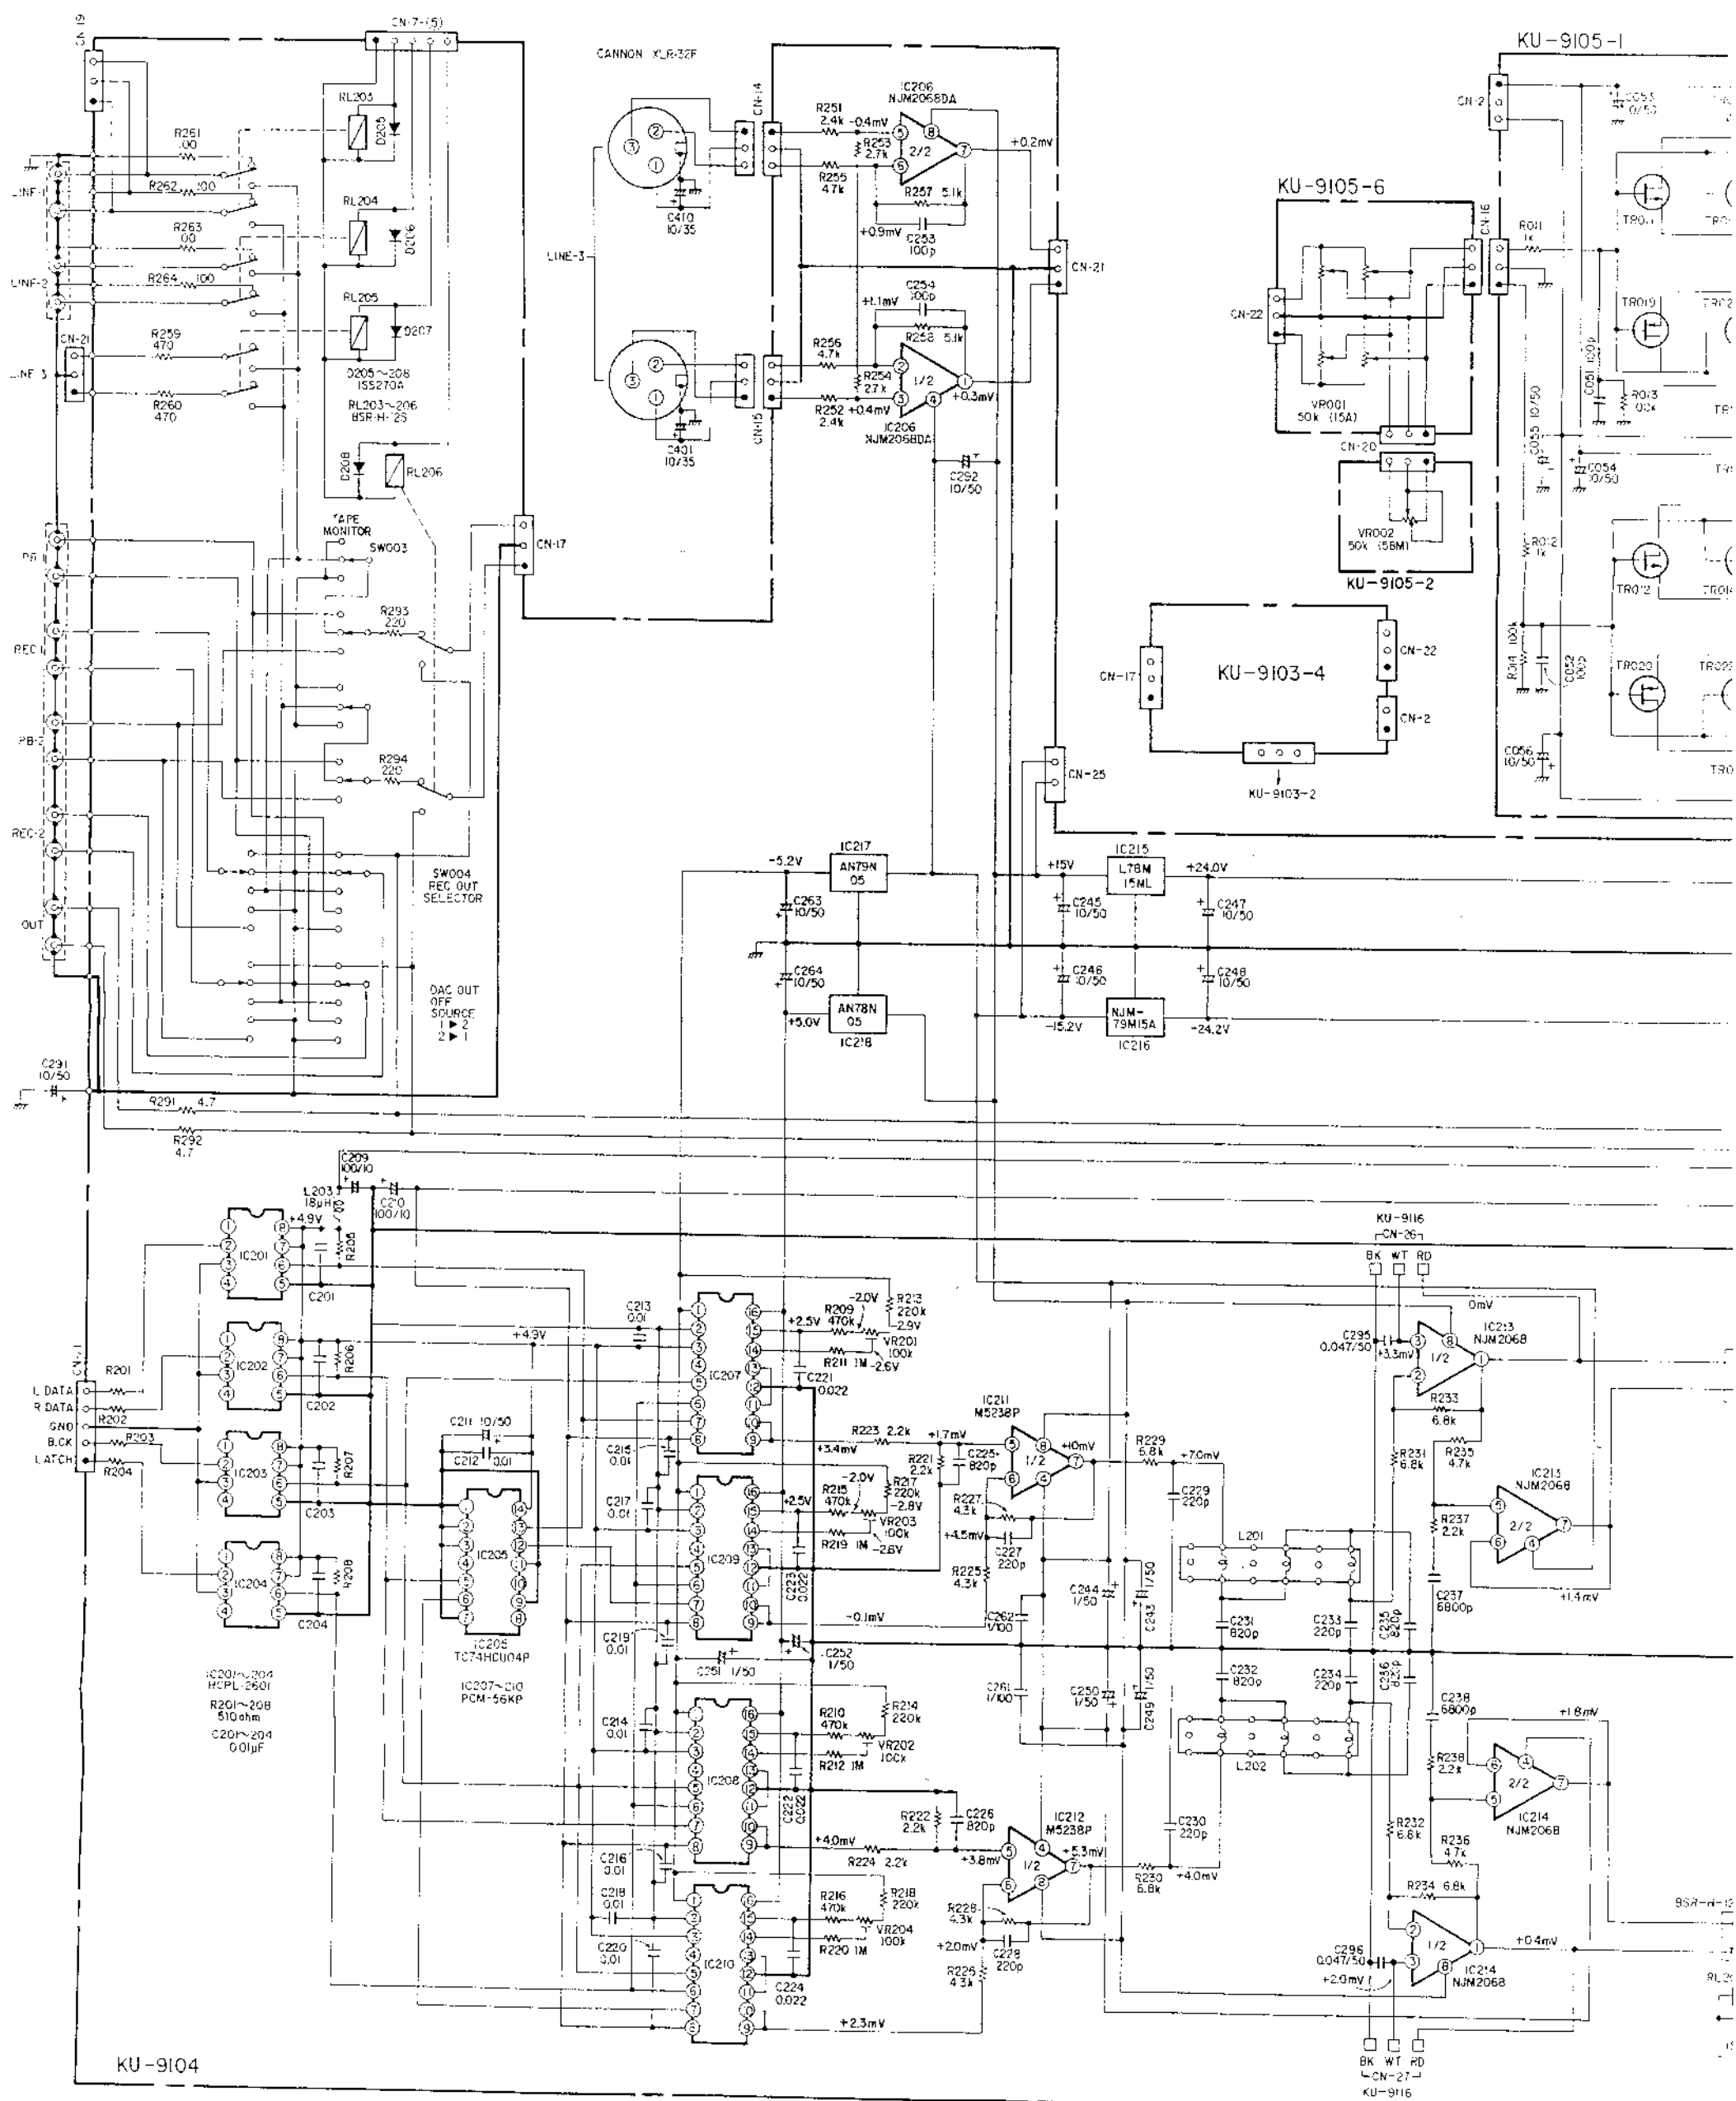 CN-19
CN-7-(5)
CANNON XLR-32F
KU-9105-1
RL203
D205
R261
100
LINE-1
R262 100
RL204
D206
R263
R264 100
LINE-2
RL205
D207
CN-21
R259
470
R260
470
D205~208
1SS270A
RL203~206
BSR-H-12S
D208
RL206
TAPE
MONITOR
SW003
CN-17
R293
220
REC-1
PB-2
R294
220
REC-2
SW004
REC OUT
SELECTOR
OUT
DAC OUT
OFF
SOURCE
1 ▶ 2
2 ▶ 1
C291
10/50
R291 4.7
R292
4.7
CN-14
C410
10/35
LINE-3
CN-15
C401
10/35
IC206
NJM2068DA
R251
2.4k
-0.4mV
R253
2.7k
2/2
+0.2mV
R255
4.7k
R257 5.1k
+0.9mV
C253
100p
CN-21
C254
100p
+1.1mV
R258 5.1k
R256
4.7k
R254
2.7k
1/2
R252
2.4k
+0.4mV
+0.3mV
IC206
NJM2068DA
C292
10/50
CN-25
KU-9105-6
CN-16
CN-22
VR001
50k (15A)
CN-20
VR002
50k (5BM)
KU-9105-2
CN-17
KU-9103-4
CN-22
CN-2
KU-9103-2
CN-2
C053
R011
1k
TR011
TR019
C051 100p
R013
C055 10/50
C054
10/50
R012
1k
TR012
R014 100k
C052
100p
TR020
C056
10/50
IC217
-5.2V
AN79N
05
C263
10/50
C264
10/50
+5.0V
AN78N
05
IC218
IC215
+15V
L78M
15ML
+24.0V
C245
10/50
C247
10/50
C246
10/50
C248
10/50
-15.2V
NJM-
79M15A
-24.2V
IC216
C209
100/10
L203
18µH
+4.9V
C210
100/10
IC201
R205
C201
IC202
R206
C202
IC203
R207
C203
IC204
R208
C204
CN-1
R201
L DATA
R DATA
R202
GND
B.CK
LATCH
R204
+4.9V
C211 10/50
C212 0.01
IC205
IC205
TC74HCU04P
IC201~204
HCPL-2601
R201~208
510ohm
C201~204
0.01µF
IC207~210
PCM-56KP
C213
0.01
IC207
C215
0.01
C217
0.01
IC209
C219
0.01
C251 1/50
C252
1/50
C214
0.01
IC208
C216
0.01
C218
0.01
C220
0.01
IC210
R213
220k
-2.0V
R209
470k
+2.5V
-2.9V
VR201
100k
R211 1M
-2.6V
C221
0.022
R223 2.2k
+3.4mV
+1.7mV
R217
220k
-2.0V
R215
470k
+2.5V
-2.8V
VR203
100k
R219 1M
-2.6V
C223
0.022
-0.1mV
R221
2.2k
C225
820p
IC211
M5238P
1/2
+10mV
R227
4.3k
+4.5mV
C227
220p
R225
4.3k
R229
6.8k
+7.0mV
C229
220p
C262
1/100
C244
1/50
C243 1/50
C261
1/100
C250
1/50
C249 1/50
R214
220k
R210
470k
VR202
100k
R212 1M
C222
0.022
R222
2.2k
C226
820p
+4.0mV
R224 2.2k
+3.8mV
IC212
M5238P
1/2
+5.3mV
R230
6.8k
+4.0mV
C230
220p
R218
220k
R216
470k
VR204
100k
R220 1M
C224
0.022
+2.3mV
R228
4.3k
+2.0mV
C228
220p
R226
4.3k
L201
C231
820p
C233
220p
C235
820p
C232
820p
C234
220p
C236
820p
L202
KU-9116
CN-26
BK WT RD
0mV
C295
0.047/50
+3.3mV
1/2
IC213
NJM2068
R233
6.8k
R231
6.8k
R235
4.7k
IC213
NJM2068
2/2
R237
2.2k
C237
6800p
+1.4mV
C238
6800p
+1.8mV
R238
2.2k
2/2
IC214
NJM2068
R232
6.8k
R236
4.7k
R234 6.8k
C296
0.047/50
+2.0mV
1/2
+0.4mV
IC214
NJM2068
BSR-H-12
BK WT RD
CN-27
KU-9116
KU-9104